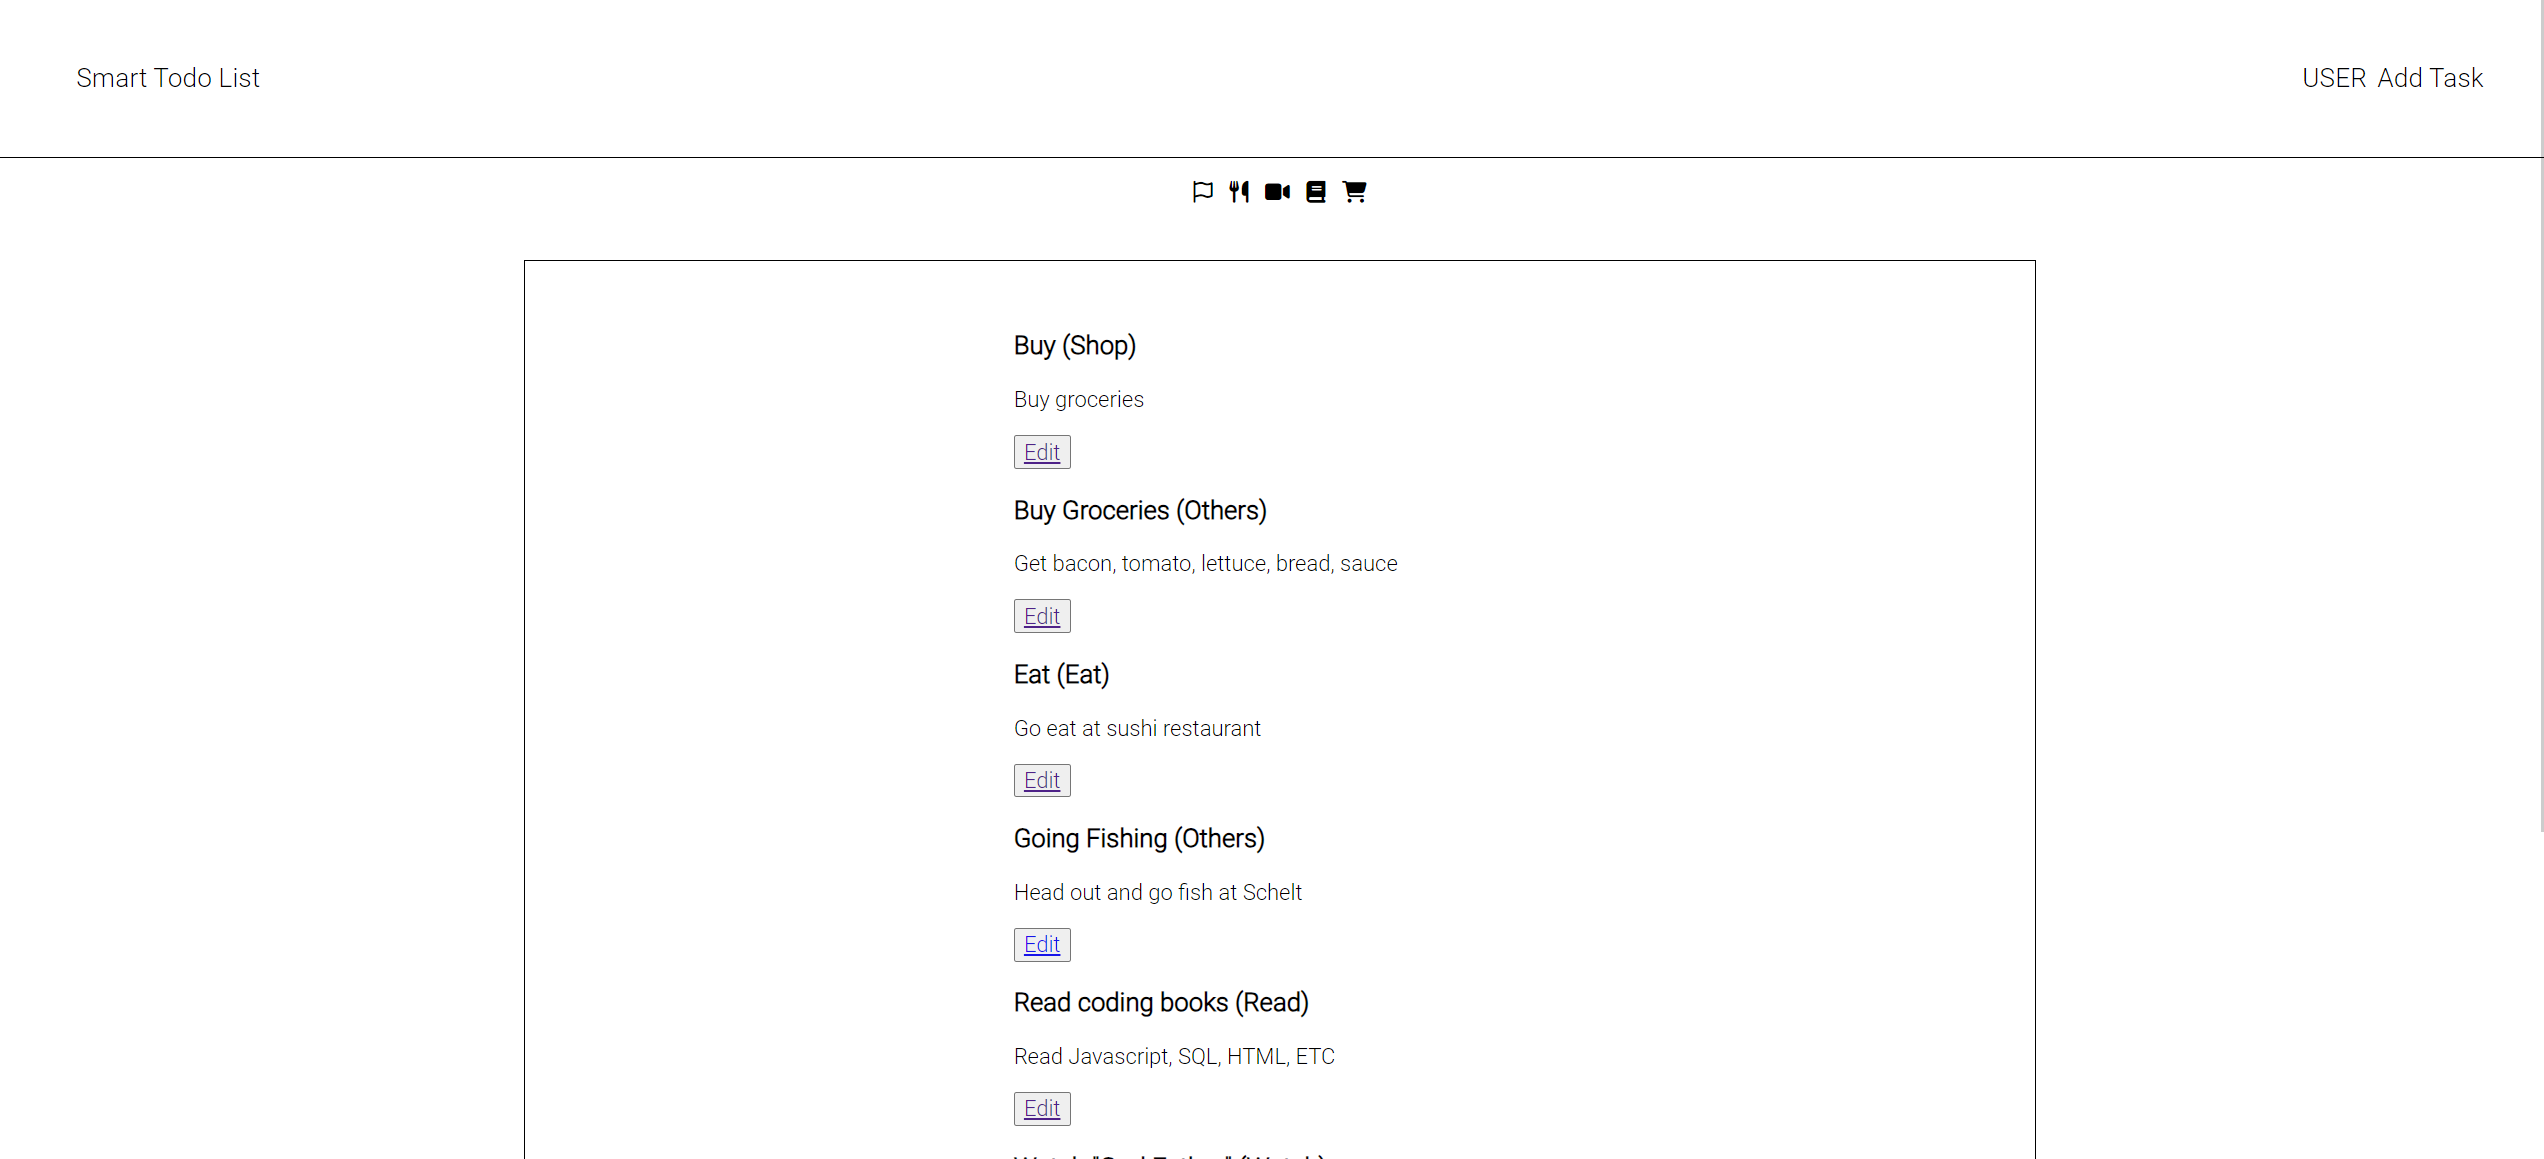 Smart Todo List
USER Add Task
Buy (Shop)
Buy groceries
Edit
Buy Groceries (Others)
Get bacon, tomato, lettuce, bread, sauce
Edit
Eat (Eat)
Go eat at sushi restaurant
Edit
Going Fishing (Others)
Head out and go fish at Schelt
Edit
Read coding books (Read)
Read Javascript, SQL, HTML, ETC
Edit